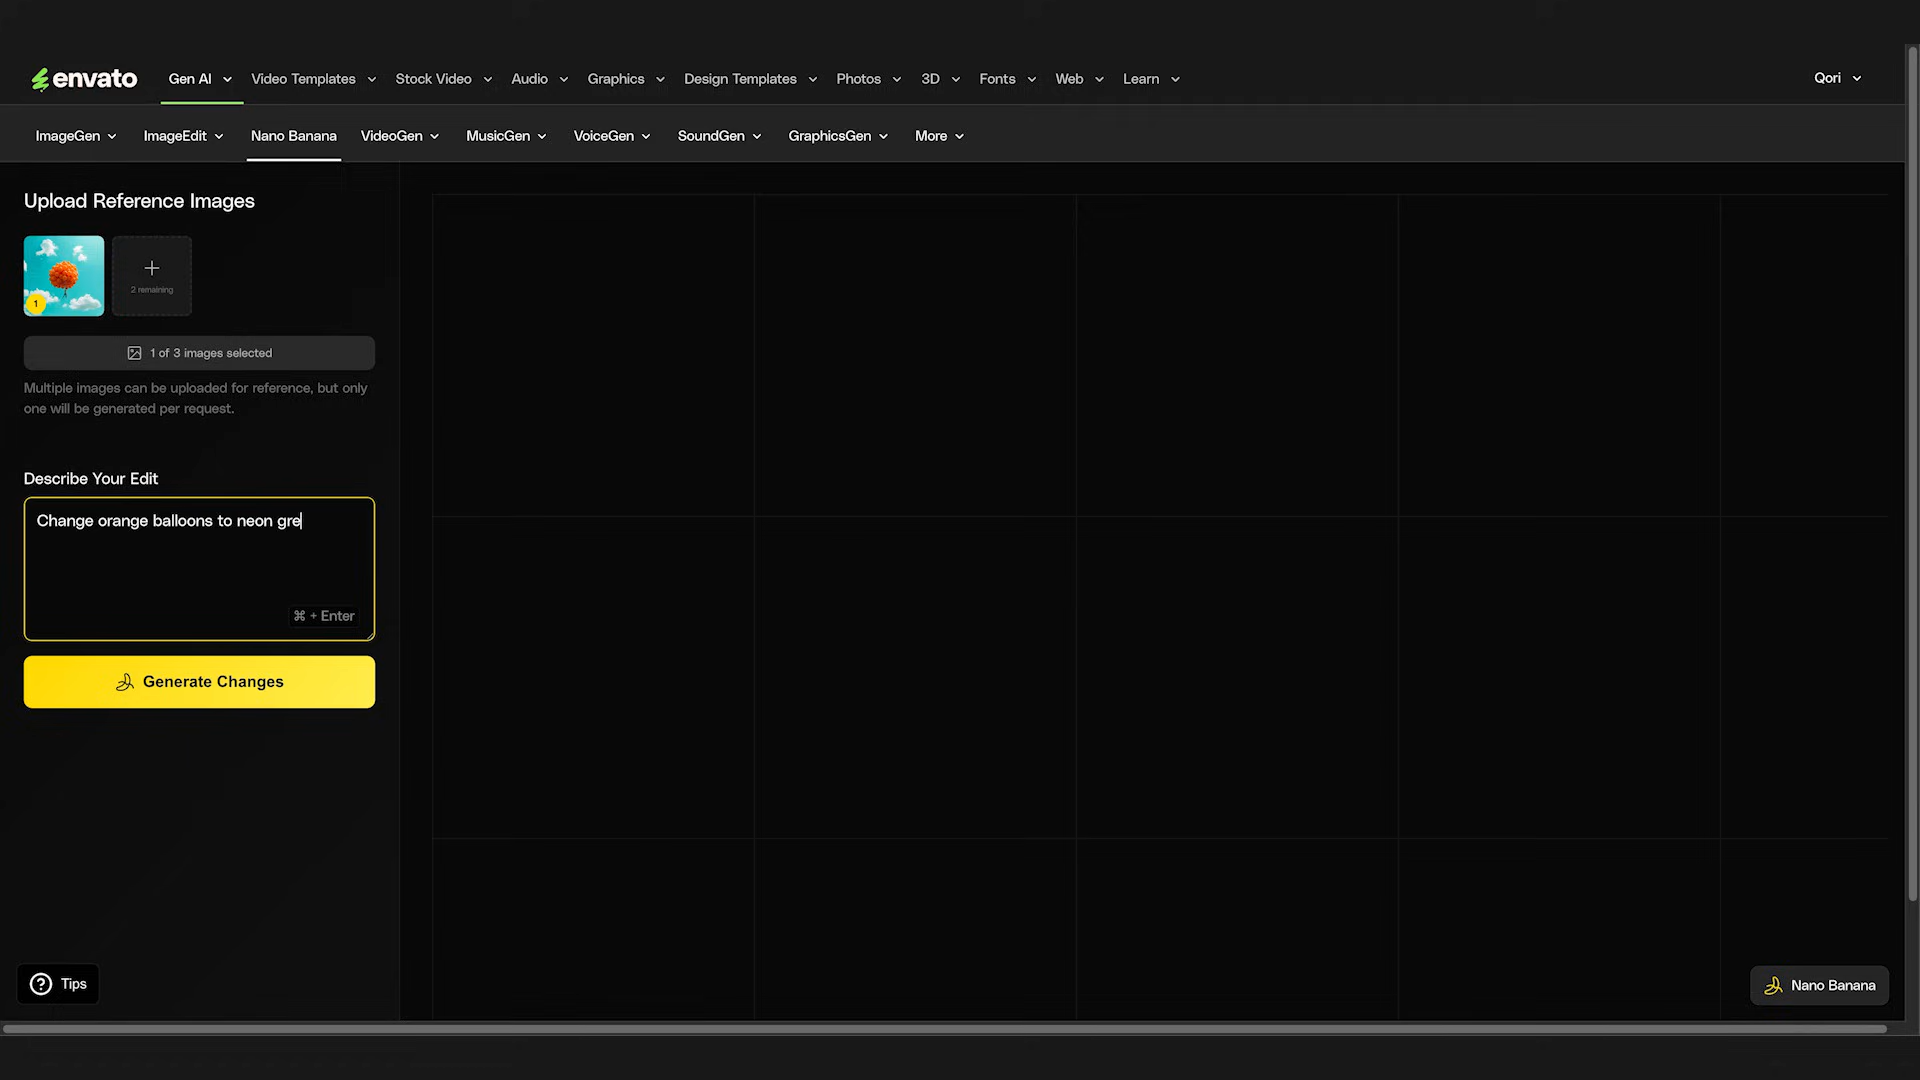 envato
Gen AI Video Templates Stock Video Audio Graphics Design Templates Photos 3D Fonts Web Learn Qori
ImageGen ImageEdit Nano Banana VideoGen MusicGen VoiceGen SoundGen GraphicsGen More
Upload Reference Images
1
2 remaining
1 of 3 images selected
Multiple images can be uploaded for reference, but only
one will be generated per request.
Describe Your Edit
Change orange balloons to neon gre
⌘ + Enter
Generate Changes
Tips
Nano Banana